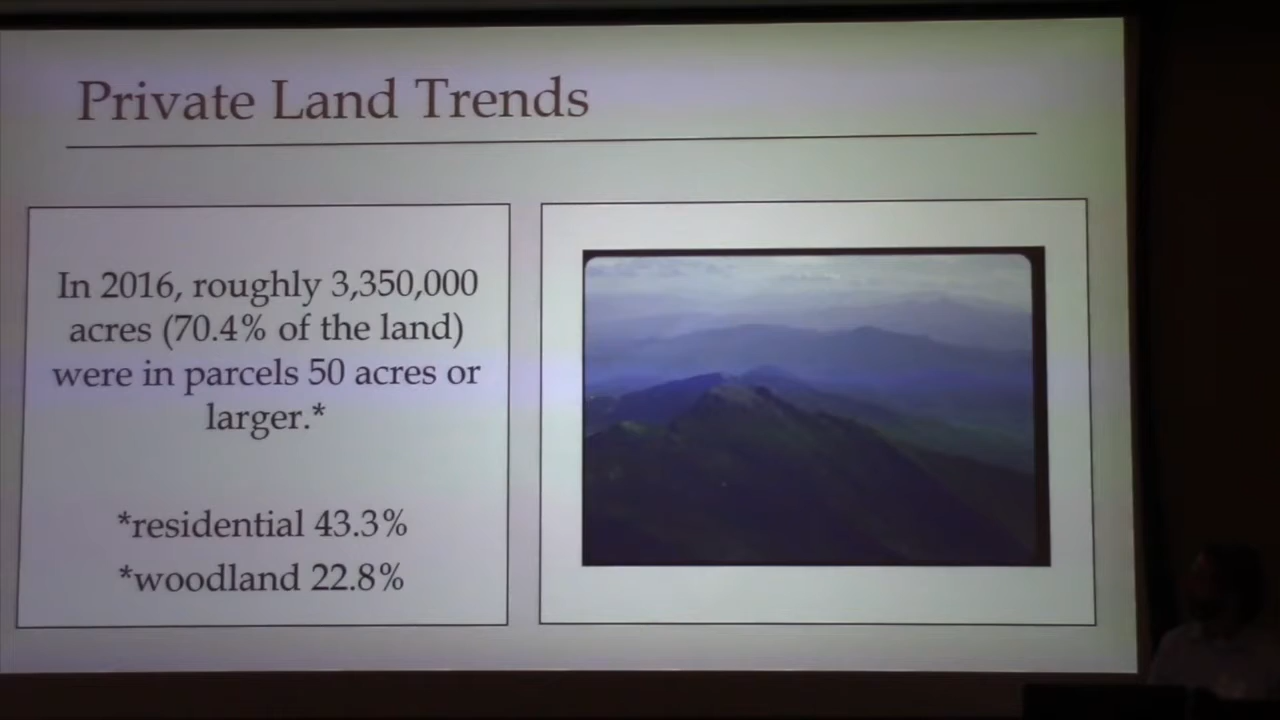 Private Land Trends
In 2016, roughly 3,350,000
acres (70.4% of the land)
were in parcels 50 acres or
larger.*
*residential 43.3%
*woodland 22.8%